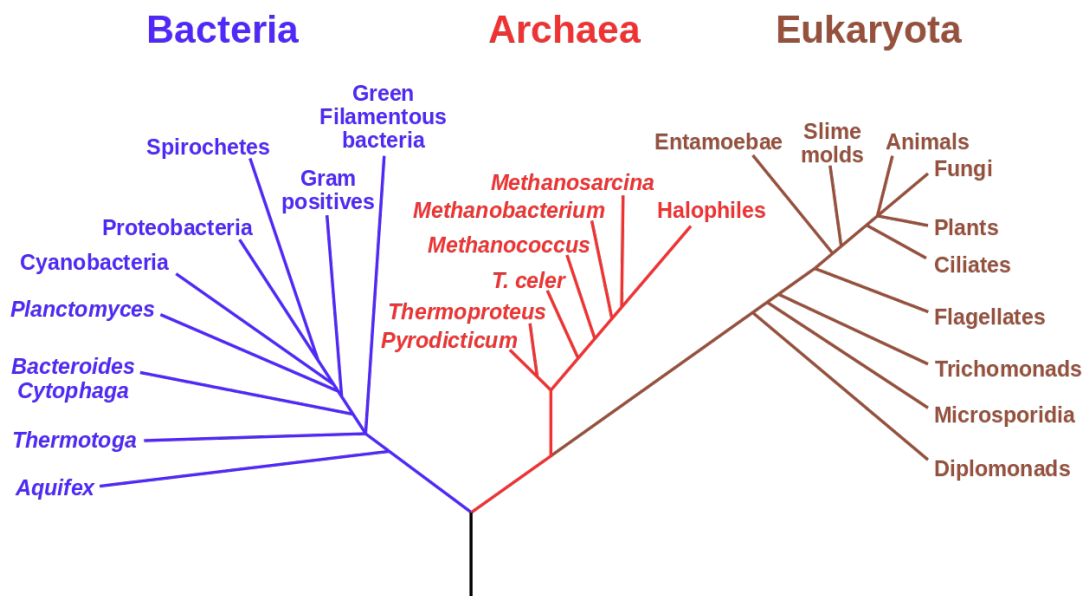 Bacteria
Archaea
Eukaryota
Green
Filamentous
bacteria
Spirochetes
Gram
positives
Proteobacteria
Cyanobacteria
Planctomyces
Bacteroides
Cytophaga
Thermotoga
Aquifex
Methanosarcina
Methanobacterium
Halophiles
Methanococcus
T. celer
Thermoproteus
Pyrodicticum
Entamoebae
Slime
molds
Animals
Fungi
Plants
Ciliates
Flagellates
Trichomonads
Microsporidia
Diplomonads